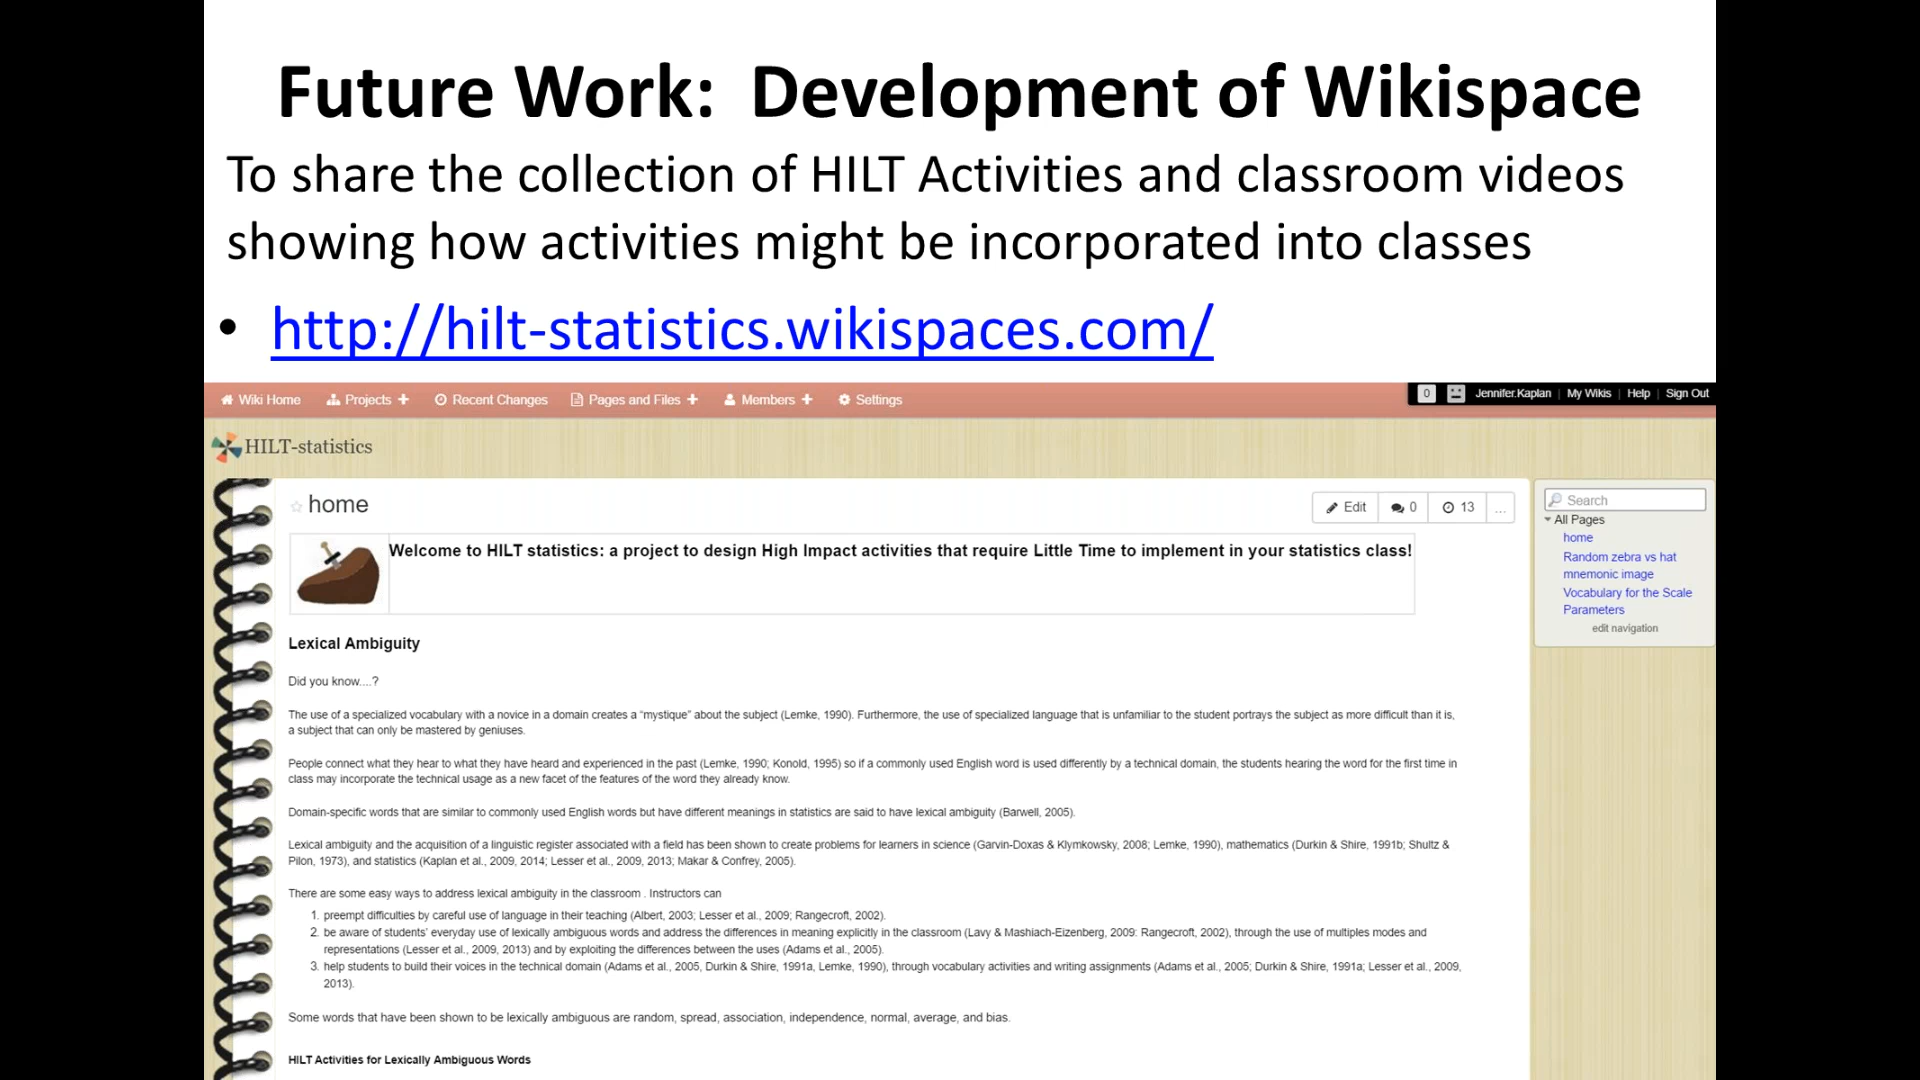 Future Work:  Development of Wikispace
To share the collection of HILT Activities and classroom videos
showing how activities might be incorporated into classes
• http://hilt-statistics.wikispaces.com/
Wiki Home Projects + Recent Changes Pages and Files + Members + Settings
0 Jennifer.Kaplan | My Wikis | Help | Sign Out
HILT-statistics
home
Edit 0 13 ...
Welcome to HILT statistics: a project to design High Impact activities that require Little Time to implement in your statistics class!
Lexical Ambiguity
Did you know....?
The use of a specialized vocabulary with a novice in a domain creates a "mystique" about the subject (Lemke, 1990). Furthermore, the use of specialized language that is unfamiliar to the student portrays the subject as more difficult than it is,
a subject that can only be mastered by geniuses.
People connect what they hear to what they have heard and experienced in the past (Lemke, 1990; Konold, 1995) so if a commonly used English word is used differently by a technical domain, the students hearing the word for the first time in
class may incorporate the technical usage as a new facet of the features of the word they already know.
Domain-specific words that are similar to commonly used English words but have different meanings in statistics are said to have lexical ambiguity (Barwell, 2005).
Lexical ambiguity and the acquisition of a linguistic register associated with a field has been shown to create problems for learners in science (Garvin-Doxas & Klymkowsky, 2008; Lemke, 1990), mathematics (Durkin & Shire, 1991b; Shultz &
Pilon, 1973), and statistics (Kaplan et al., 2009, 2014; Lesser et al., 2009, 2013; Makar & Confrey, 2005).
There are some easy ways to address lexical ambiguity in the classroom . Instructors can
1. preempt difficulties by careful use of language in their teaching (Albert, 2003; Lesser et al., 2009; Rangecroft, 2002).
2. be aware of students' everyday use of lexically ambiguous words and address the differences in meaning explicitly in the classroom (Lavy & Mashiach-Eizenberg, 2009: Rangecroft, 2002), through the use of multiples modes and
representations (Lesser et al., 2009, 2013) and by exploiting the differences between the uses (Adams et al., 2005).
3. help students to build their voices in the technical domain (Adams et al., 2005, Durkin & Shire, 1991a, Lemke, 1990), through vocabulary activities and writing assignments (Adams et al., 2005; Durkin & Shire, 1991a; Lesser et al., 2009,
2013).
Some words that have been shown to be lexically ambiguous are random, spread, association, independence, normal, average, and bias.
HILT Activities for Lexically Ambiguous Words
Search
All Pages
home
Random zebra vs hat
mnemonic image
Vocabulary for the Scale
Parameters
edit navigation